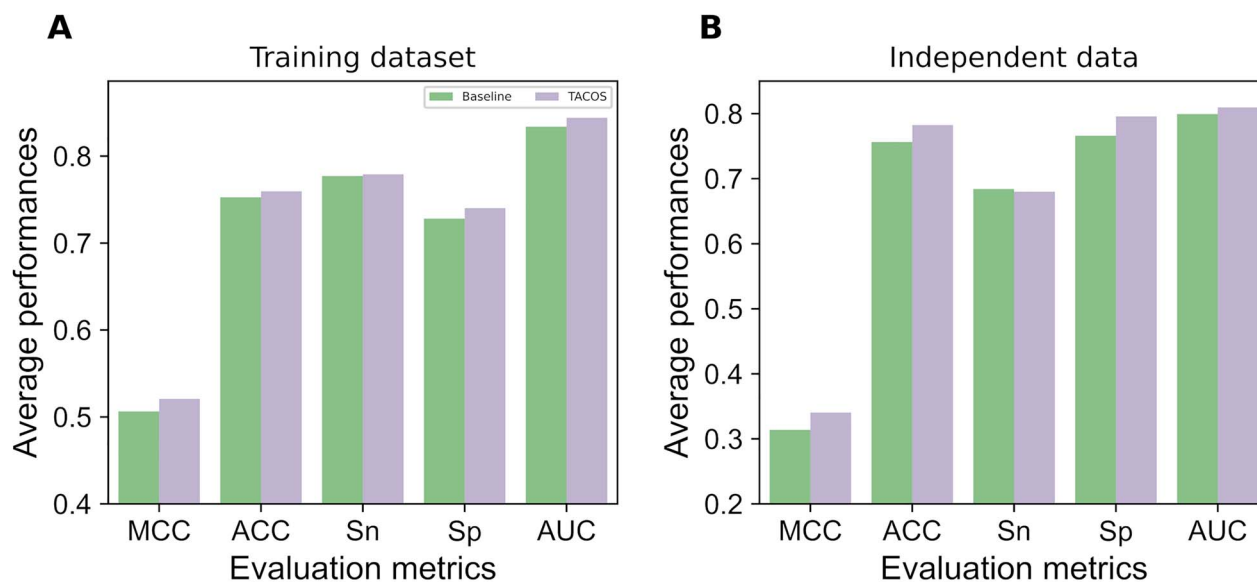 A
Training dataset
Baseline TACOS
Average performances
0.8
0.7
0.6
0.5
0.4
MCC ACC Sn Sp AUC
Evaluation metrics
B
Independent data
Average performances
0.8
0.7
0.6
0.5
0.4
0.3
0.2
MCC ACC Sn Sp AUC
Evaluation metrics